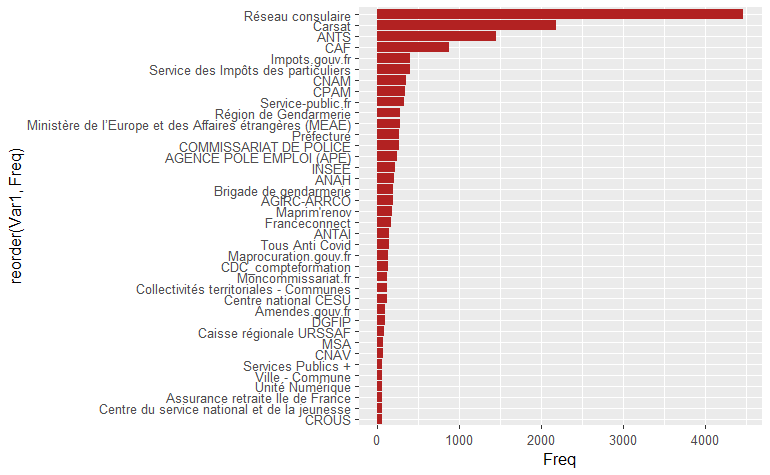 Réseau consulaire
Carsat
ANTS
CAF
Impots.gouv.fr
Service des Impôts des particuliers
CNAM
CPAM
Service-public.fr
Région de Gendarmerie
Ministère de l'Europe et des Affaires étrangères (MEAE)
Préfecture
COMMISSARIAT DE POLICE
AGENCE POLE EMPLOI (APE)
INSEE
ANAH
Brigade de gendarmerie
AGIRC-ARRCO
Maprim'renov
Franceconnect
ANTAI
Tous Anti Covid
Maprocuration.gouv.fr
CDC_compteformation
Moncommissariat.fr
Collectivités territoriales - Communes
Centre national CESU
Amendes.gouv.fr
DGFIP
Caisse régionale URSSAF
MSA
CNAV
Services Publics +
Ville - Commune
Unité Numérique
Assurance retraite Ile de France
Centre du service national et de la jeunesse
CROUS
reorder(Var1, Freq)
0 1000 2000 3000 4000
Freq